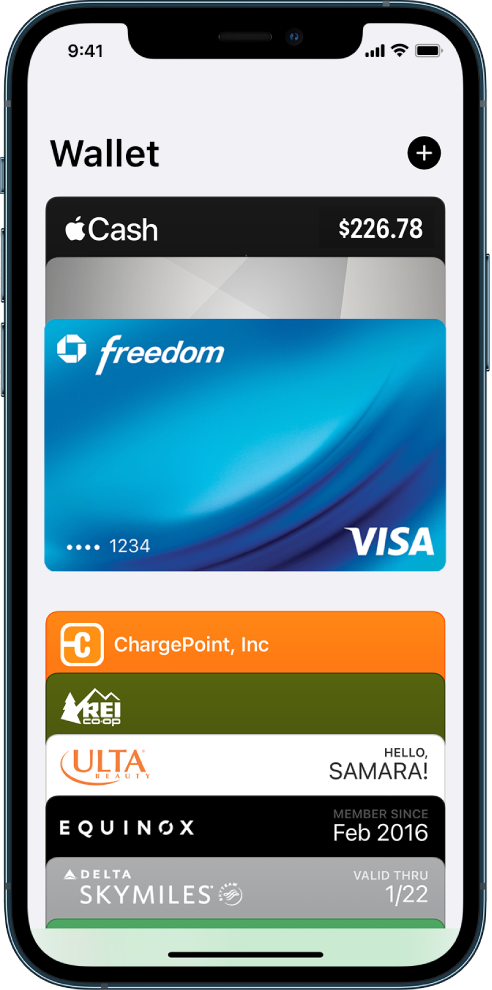 9:41
Wallet
Cash $226.78
freedom
•••• 1234 VISA
ChargePoint, Inc
REI
co·op
ULTA HELLO,
BEAUTY SAMARA!
EQUINOX MEMBER SINCE
Feb 2016
DELTA VALID THRU
SKYMILES 1/22